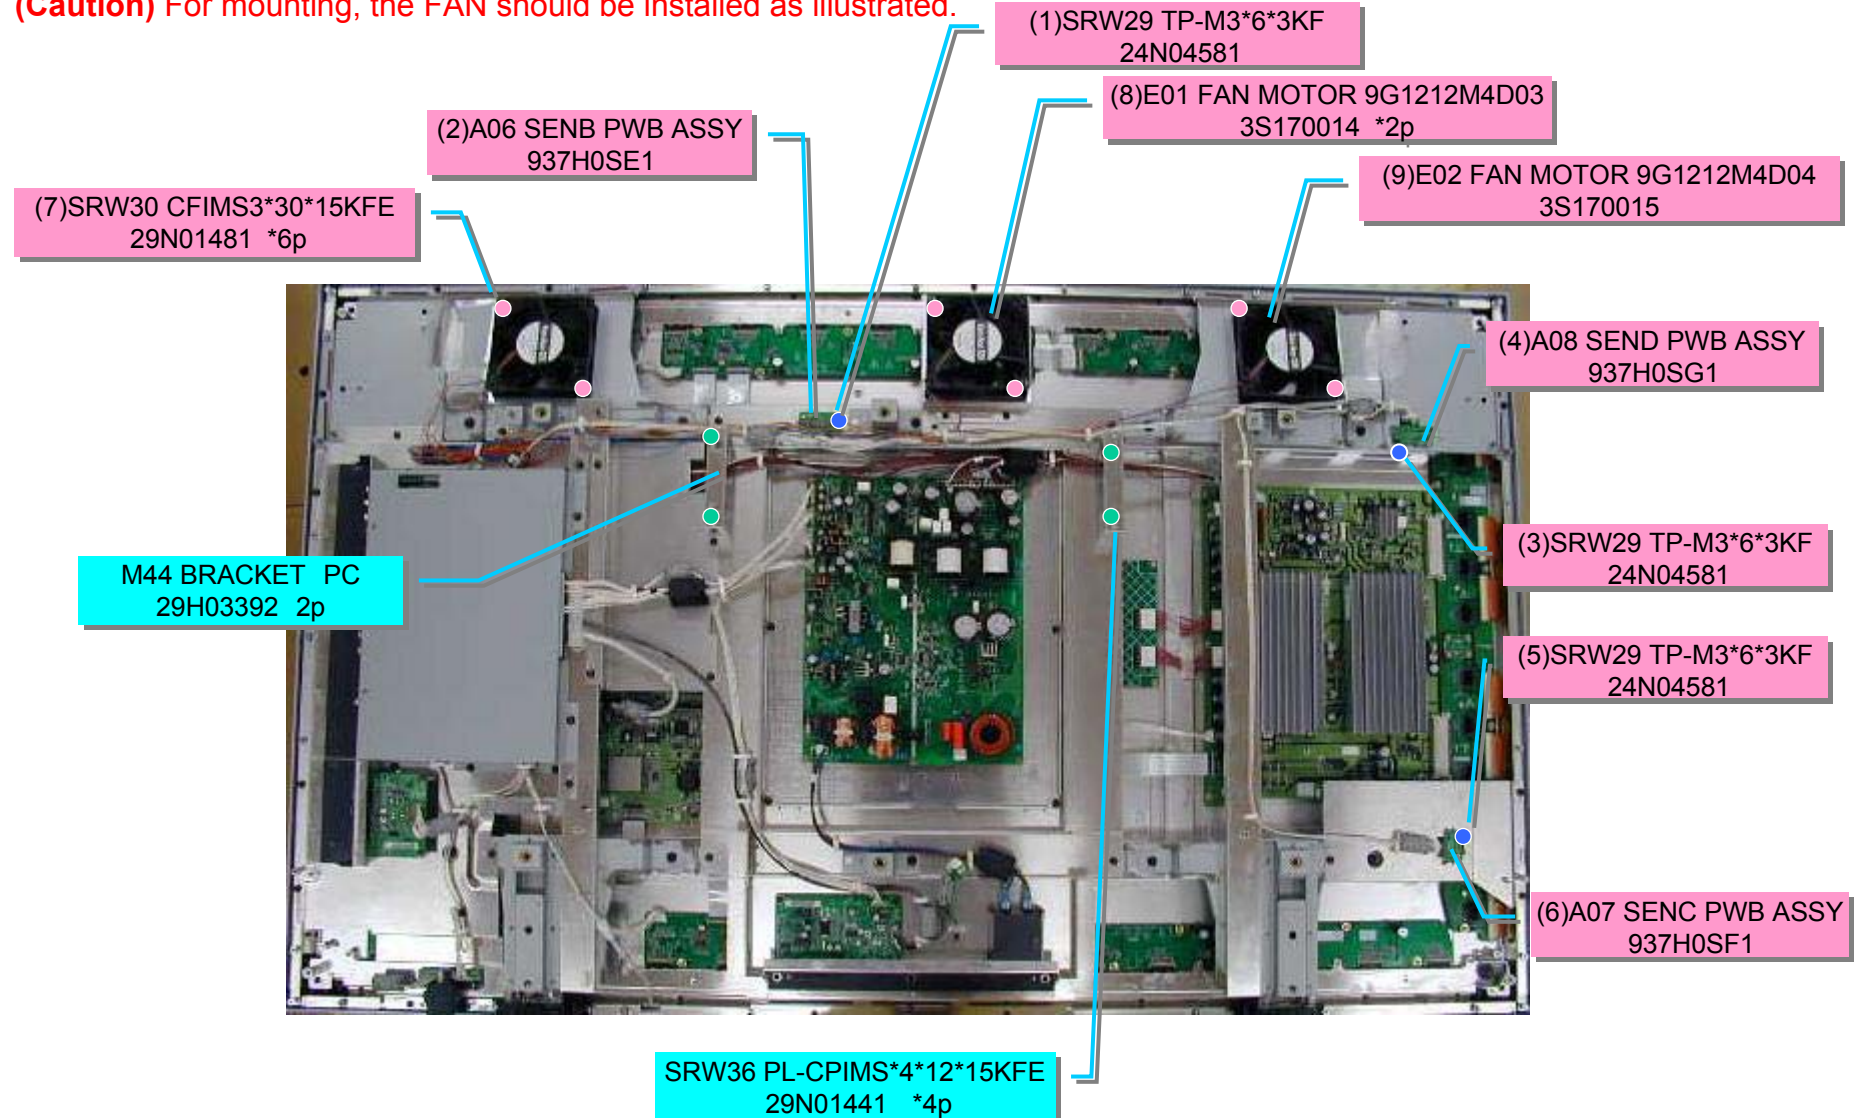 (Caution) For mounting, the FAN should be installed as illustrated.
(1)SRW29 TP-M3*6*3KF
24N04581
(8)E01 FAN MOTOR 9G1212M4D03
3S170014 *2p
(2)A06 SENB PWB ASSY
937H0SE1
(9)E02 FAN MOTOR 9G1212M4D04
3S170015
(7)SRW30 CFIMS3*30*15KFE
29N01481 *6p
(4)A08 SEND PWB ASSY
937H0SG1
(3)SRW29 TP-M3*6*3KF
24N04581
M44 BRACKET PC
29H03392 2p
(5)SRW29 TP-M3*6*3KF
24N04581
(6)A07 SENC PWB ASSY
937H0SF1
SRW36 PL-CPIMS*4*12*15KFE
29N01441 *4p